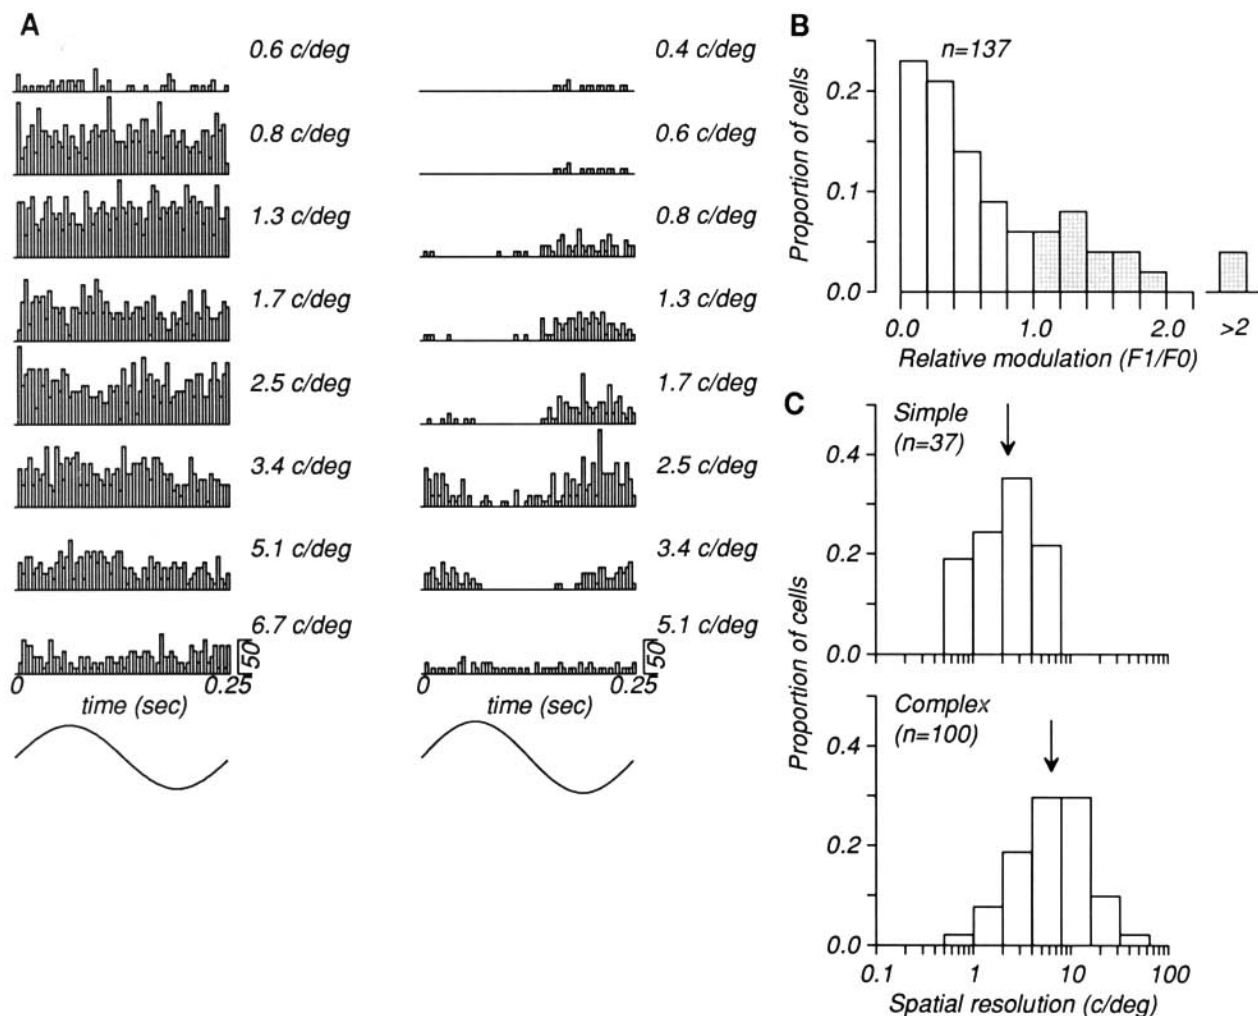 A
0.6 c/deg
0.8 c/deg
1.3 c/deg
1.7 c/deg
2.5 c/deg
3.4 c/deg
5.1 c/deg
6.7 c/deg
50
0 0.25
time (sec)
0.4 c/deg
0.6 c/deg
0.8 c/deg
1.3 c/deg
1.7 c/deg
2.5 c/deg
3.4 c/deg
5.1 c/deg
50
0 0.25
time (sec)
B
n=137
Proportion of cells
0.2
0.1
0.0
0.0 1.0 2.0 >2
Relative modulation (F1/F0)
C
Simple
(n=37)
0.4
0.2
0.0
Proportion of cells
Complex
(n=100)
0.4
0.2
0.0
0.1 1 10 100
Spatial resolution (c/deg)